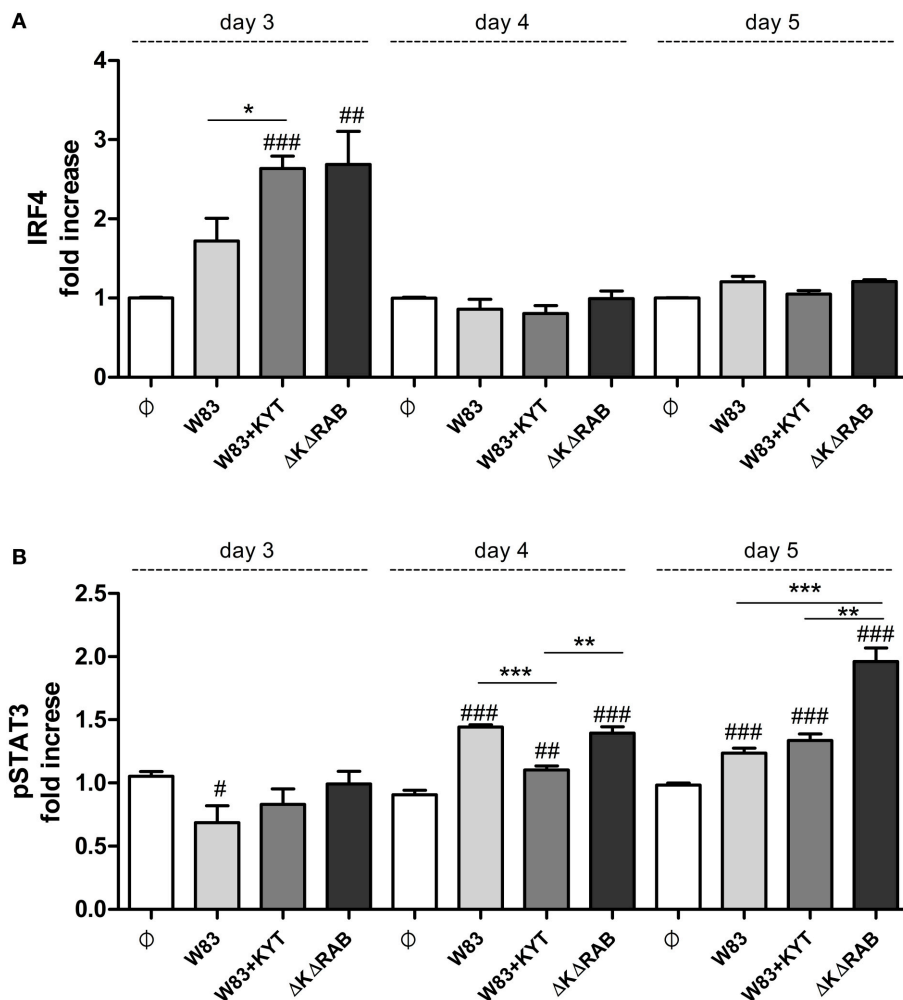 A
day 3 day 4 day 5
IRF4
fold increase
4
3
2
1
0
*
###
##
Φ W83 W83+KYT ΔKΔRAB Φ W83 W83+KYT ΔKΔRAB Φ W83 W83+KYT ΔKΔRAB
B
day 3 day 4 day 5
pSTAT3
fold increse
2.5
2.0
1.5
1.0
0.5
0.0
#
###
***
##
**
###
###
###
***
**
###
Φ W83 W83+KYT ΔKΔRAB Φ W83 W83+KYT ΔKΔRAB Φ W83 W83+KYT ΔKΔRAB